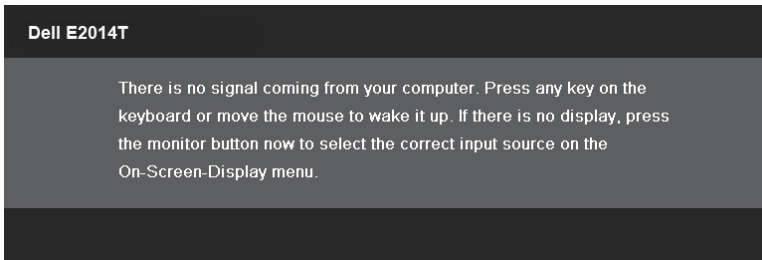 Dell E2014T
There is no signal coming from your computer. Press any key on the
keyboard or move the mouse to wake it up. If there is no display, press
the monitor button now to select the correct input source on the
On-Screen-Display menu.